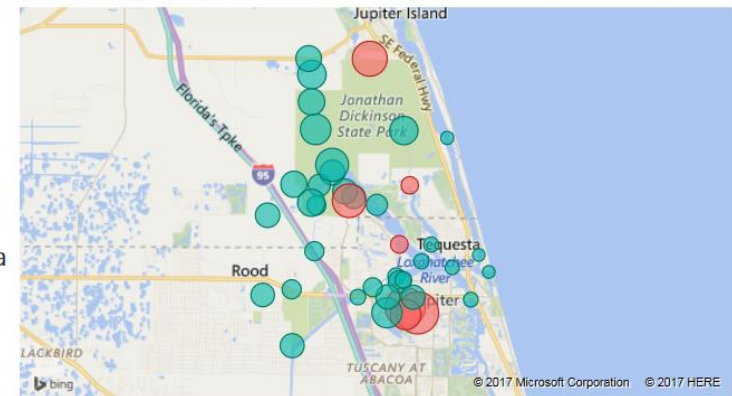 Jupiter Island
SE Federal Hwy
Florida's Tpke
Jonathan
Dickinson
State Park
95
a
Tequesta
Loxahatchee
River
Rood
Jupiter
LACKBIRD
TUSCANY AT
ABACOA
bing
© 2017 Microsoft Corporation © 2017 HERE